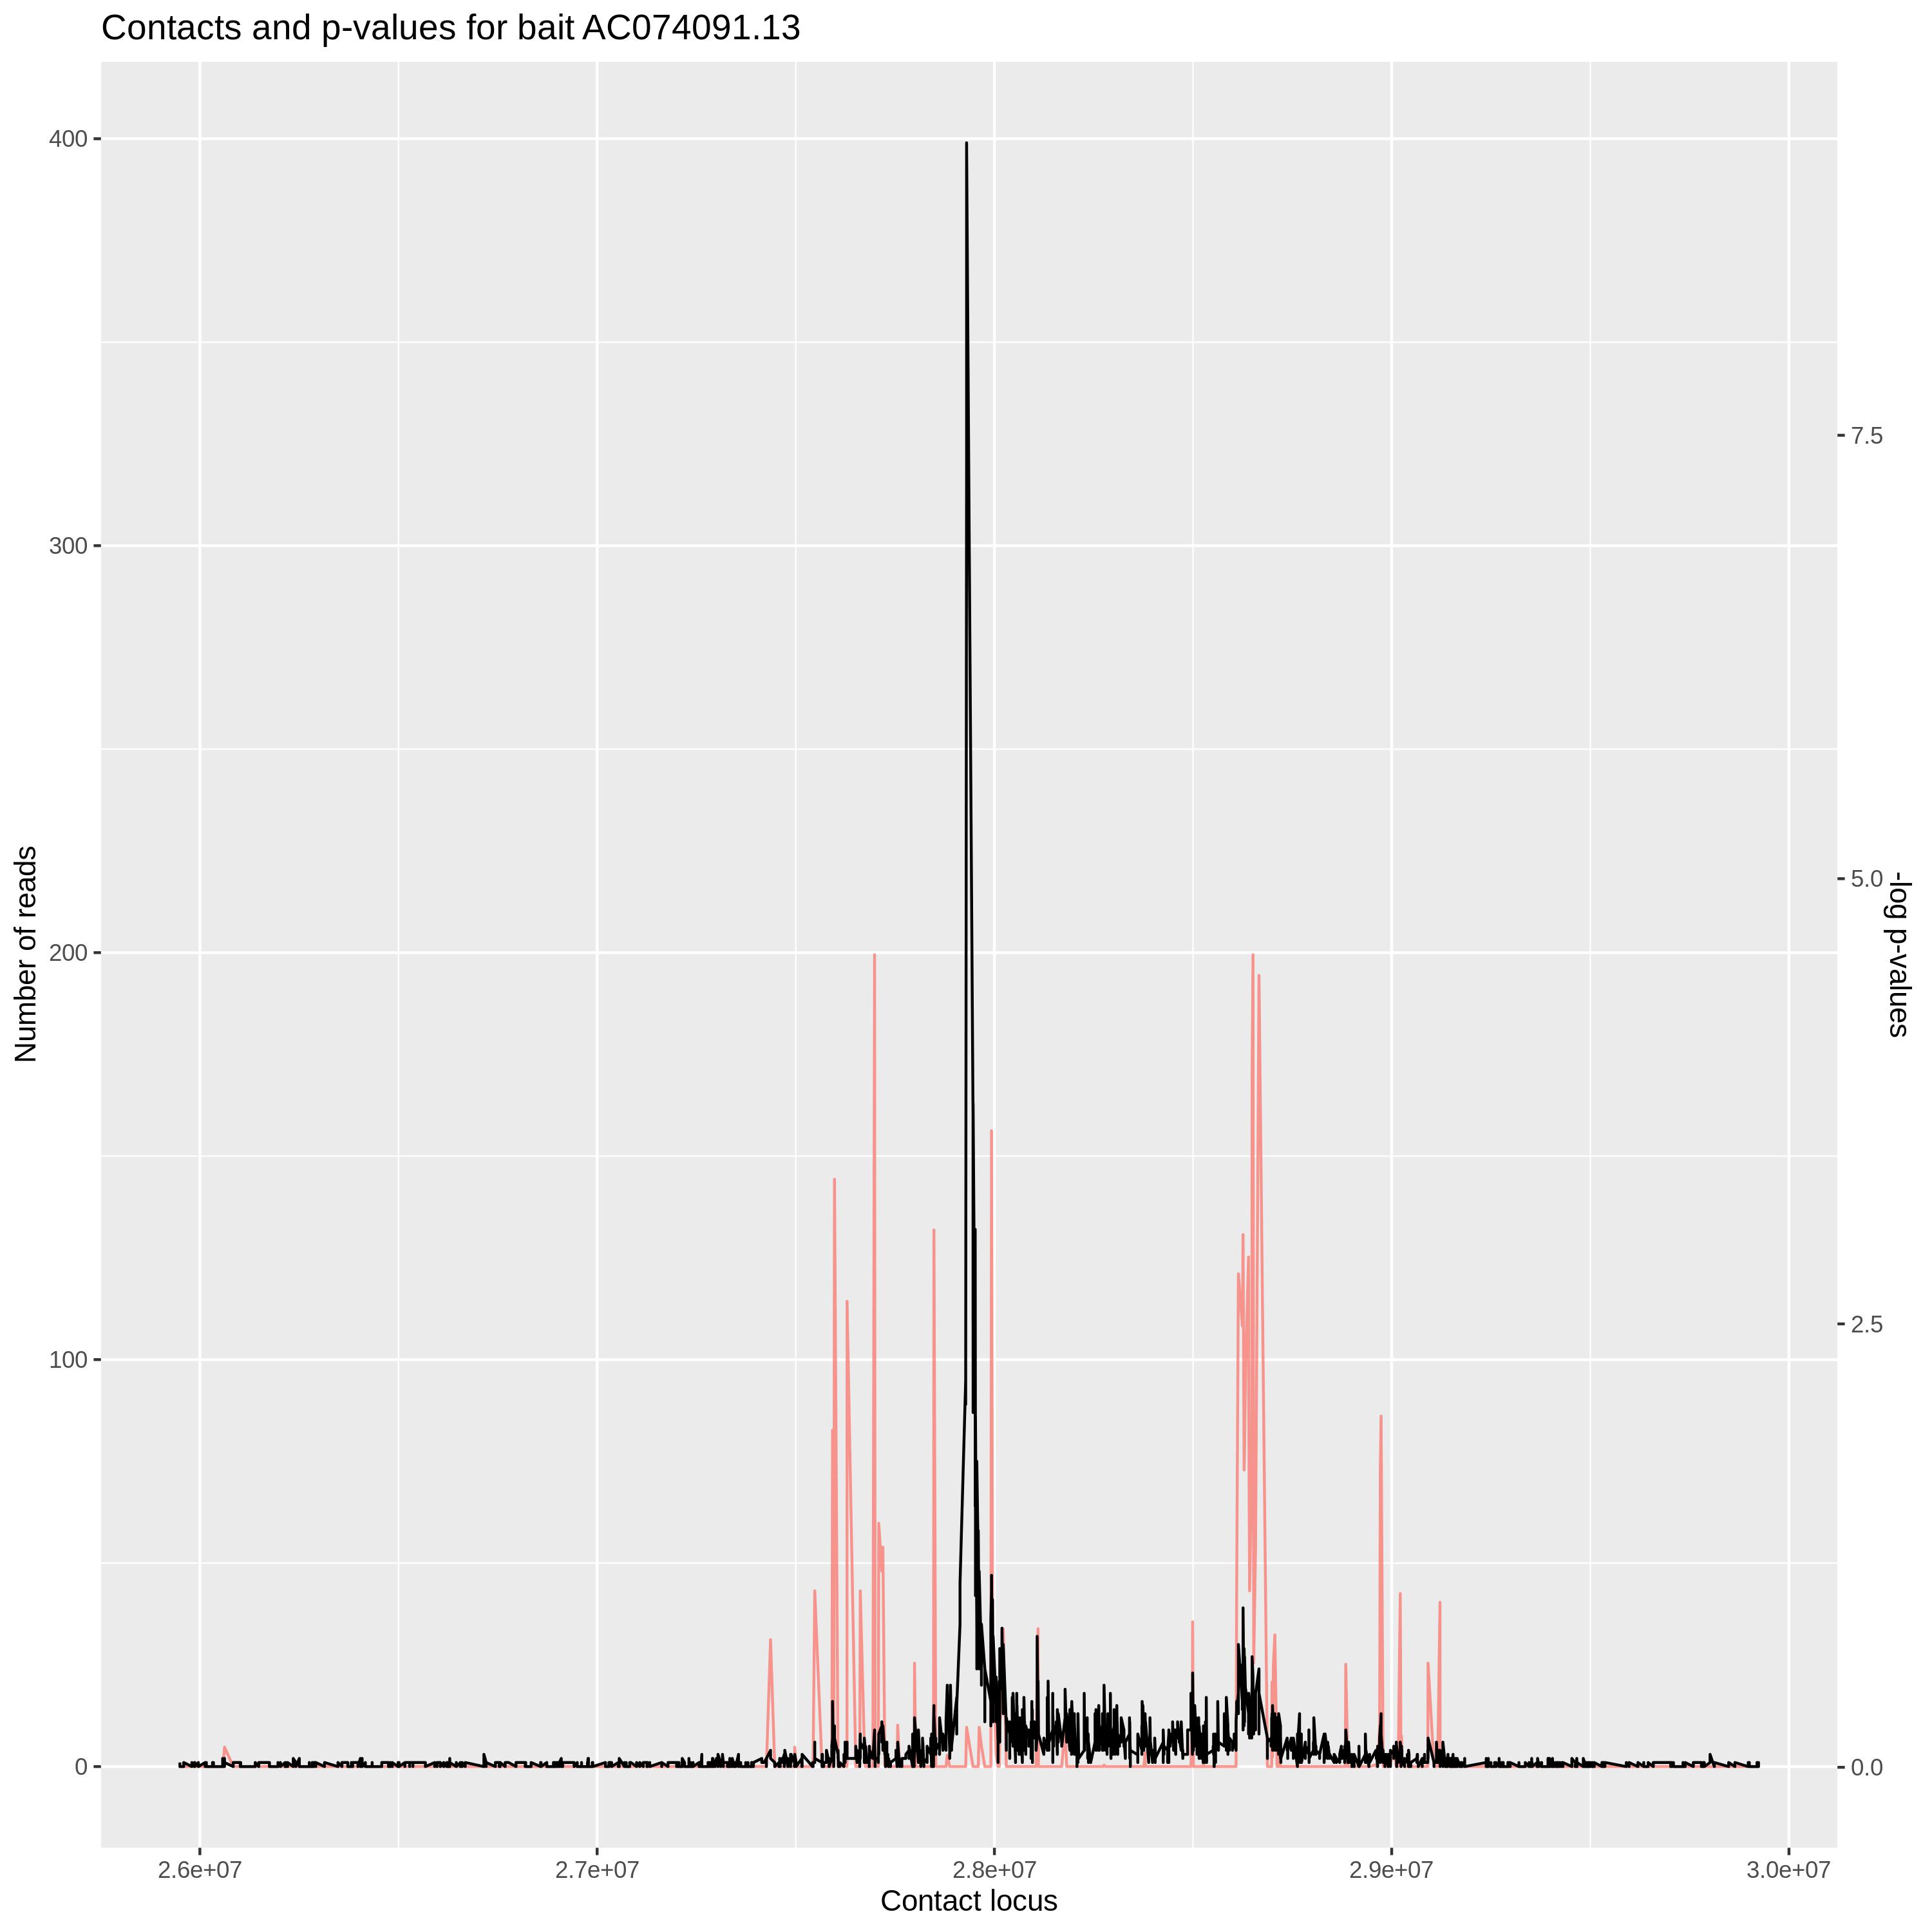 Contacts and p-values for bait AC074091.13
400
300
200
100
0
Number of reads
7.5
5.0
2.5
0.0
-log p-values
2.6e+07
2.7e+07
2.8e+07
2.9e+07
3.0e+07
Contact locus